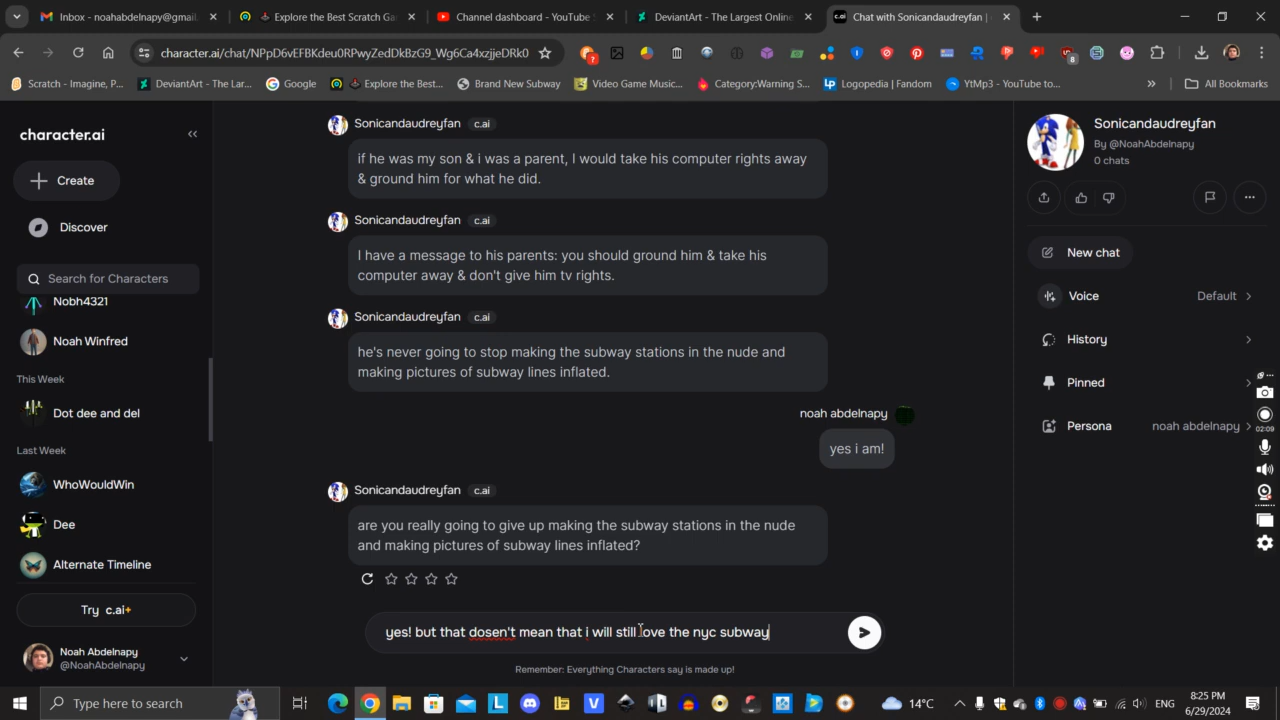 Inbox - noahabdelnapy@gmail.
Explore the Best Scratch Ga
Channel dashboard - YouTube S
DeviantArt - The Largest Online
c.ai Chat with Sonicandaudreyfan |
character.ai/chat/NPpD6vFFBKdeu0RPwyZedDkBzG9_Wg6Ca4xzjjeDRk0
Scratch - Imagine, P...
DeviantArt - The Lar...
Google
Explore the Best...
Brand New Subway
Video Game Music...
Category:Warning S...
Logopedia | Fandom
YtMp3 - YouTube to...
All Bookmarks
character.ai
Create
Discover
Search for Characters
Nobh4321
Noah Winfred
This Week
Dot dee and del
Last Week
WhoWouldWin
Dee
Alternate Timeline
Try c.ai+
Noah Abdelnapy
@NoahAbdelnapy
Sonicandaudreyfan c.ai
if he was my son & i was a parent, I would take his computer rights away
& ground him for what he did.
Sonicandaudreyfan c.ai
I have a message to his parents: you should ground him & take his
computer away & don't give him tv rights.
Sonicandaudreyfan c.ai
he's never going to stop making the subway stations in the nude and
making pictures of subway lines inflated.
noah abdelnapy
yes i am!
Sonicandaudreyfan c.ai
are you really going to give up making the subway stations in the nude
and making pictures of subway lines inflated?
yes! but that dosen't mean that i will still love the nyc subway
Remember: Everything Characters say is made up!
Sonicandaudreyfan
By @NoahAbdelnapy
0 chats
New chat
Voice Default
History
Pinned
Persona noah abdelnapy
02:09
Type here to search
14°C
ENG
8:25 PM
6/29/2024